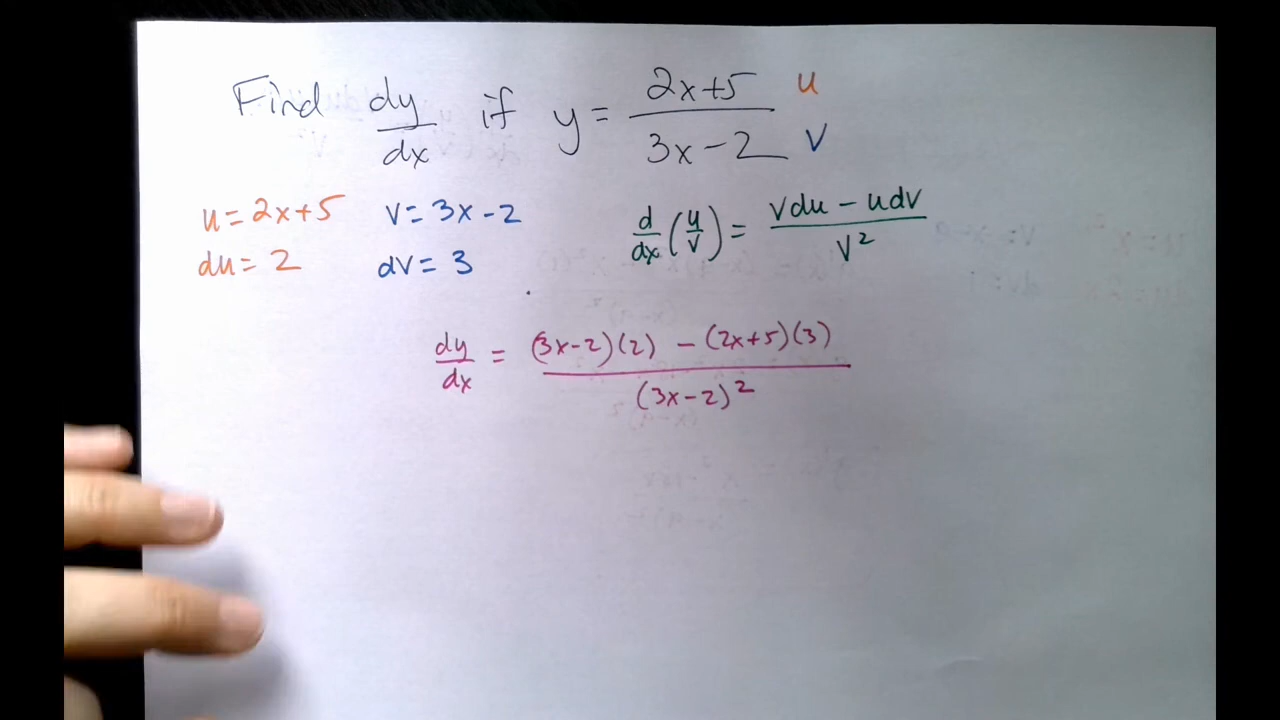 Find dy/dx if y = (2x+5)/(3x-2) u v
u = 2x+5 v = 3x-2 d/dx (u/v) = (vdu - udv)/v²
du = 2 dv = 3
dy/dx = ((3x-2)(2) - (2x+5)(3))/(3x-2)²